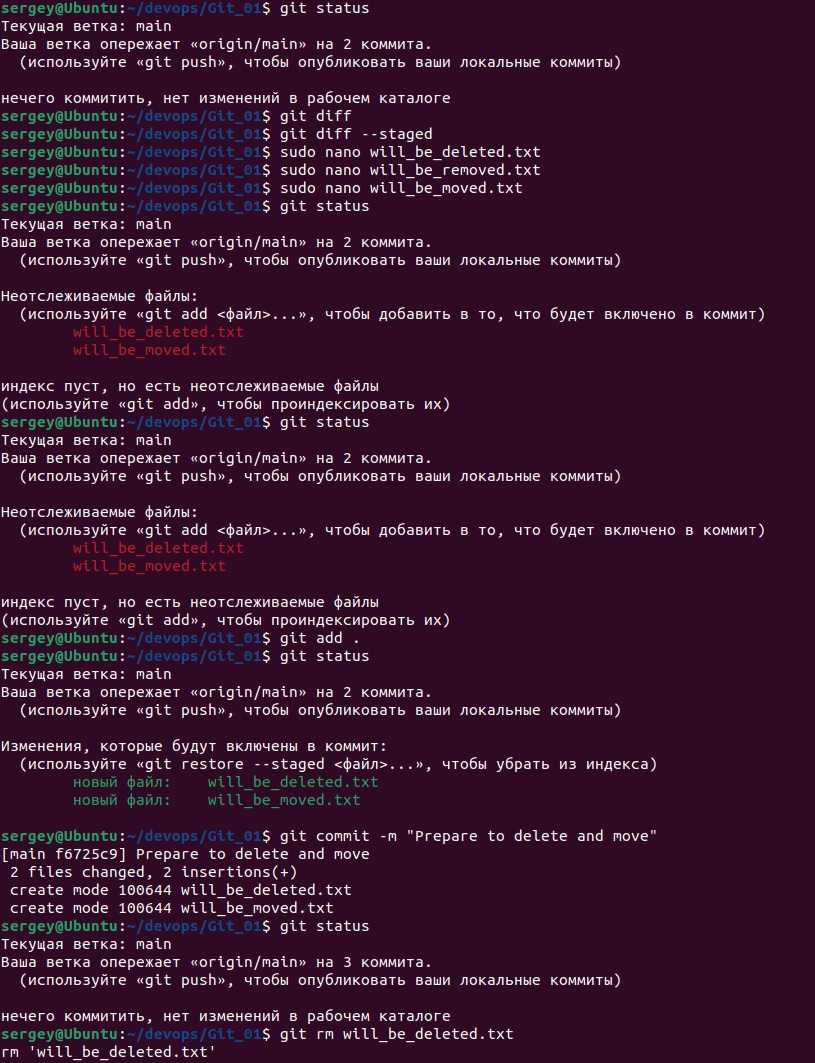 sergey@Ubuntu:~/devops/Git_01$ git status
Текущая ветка: main
Ваша ветка опережает «origin/main» на 2 коммита.
  (используйте «git push», чтобы опубликовать ваши локальные коммиты)

нечего коммитить, нет изменений в рабочем каталоге
sergey@Ubuntu:~/devops/Git_01$ git diff
sergey@Ubuntu:~/devops/Git_01$ git diff --staged
sergey@Ubuntu:~/devops/Git_01$ sudo nano will_be_deleted.txt
sergey@Ubuntu:~/devops/Git_01$ sudo nano will_be_removed.txt
sergey@Ubuntu:~/devops/Git_01$ sudo nano will_be_moved.txt
sergey@Ubuntu:~/devops/Git_01$ git status
Текущая ветка: main
Ваша ветка опережает «origin/main» на 2 коммита.
  (используйте «git push», чтобы опубликовать ваши локальные коммиты)

Неотслеживаемые файлы:
  (используйте «git add <файл>...», чтобы добавить в то, что будет включено в коммит)
        will_be_deleted.txt
        will_be_moved.txt

индекс пуст, но есть неотслеживаемые файлы
(используйте «git add», чтобы проиндексировать их)
sergey@Ubuntu:~/devops/Git_01$ git status
Текущая ветка: main
Ваша ветка опережает «origin/main» на 2 коммита.
  (используйте «git push», чтобы опубликовать ваши локальные коммиты)

Неотслеживаемые файлы:
  (используйте «git add <файл>...», чтобы добавить в то, что будет включено в коммит)
        will_be_deleted.txt
        will_be_moved.txt

индекс пуст, но есть неотслеживаемые файлы
(используйте «git add», чтобы проиндексировать их)
sergey@Ubuntu:~/devops/Git_01$ git add .
sergey@Ubuntu:~/devops/Git_01$ git status
Текущая ветка: main
Ваша ветка опережает «origin/main» на 2 коммита.
  (используйте «git push», чтобы опубликовать ваши локальные коммиты)

Изменения, которые будут включены в коммит:
  (используйте «git restore --staged <файл>...», чтобы убрать из индекса)
        новый файл:    will_be_deleted.txt
        новый файл:    will_be_moved.txt

sergey@Ubuntu:~/devops/Git_01$ git commit -m "Prepare to delete and move"
[main f6725c9] Prepare to delete and move
 2 files changed, 2 insertions(+)
 create mode 100644 will_be_deleted.txt
 create mode 100644 will_be_moved.txt
sergey@Ubuntu:~/devops/Git_01$ git status
Текущая ветка: main
Ваша ветка опережает «origin/main» на 3 коммита.
  (используйте «git push», чтобы опубликовать ваши локальные коммиты)

нечего коммитить, нет изменений в рабочем каталоге
sergey@Ubuntu:~/devops/Git_01$ git rm will_be_deleted.txt
rm 'will_be_deleted.txt'